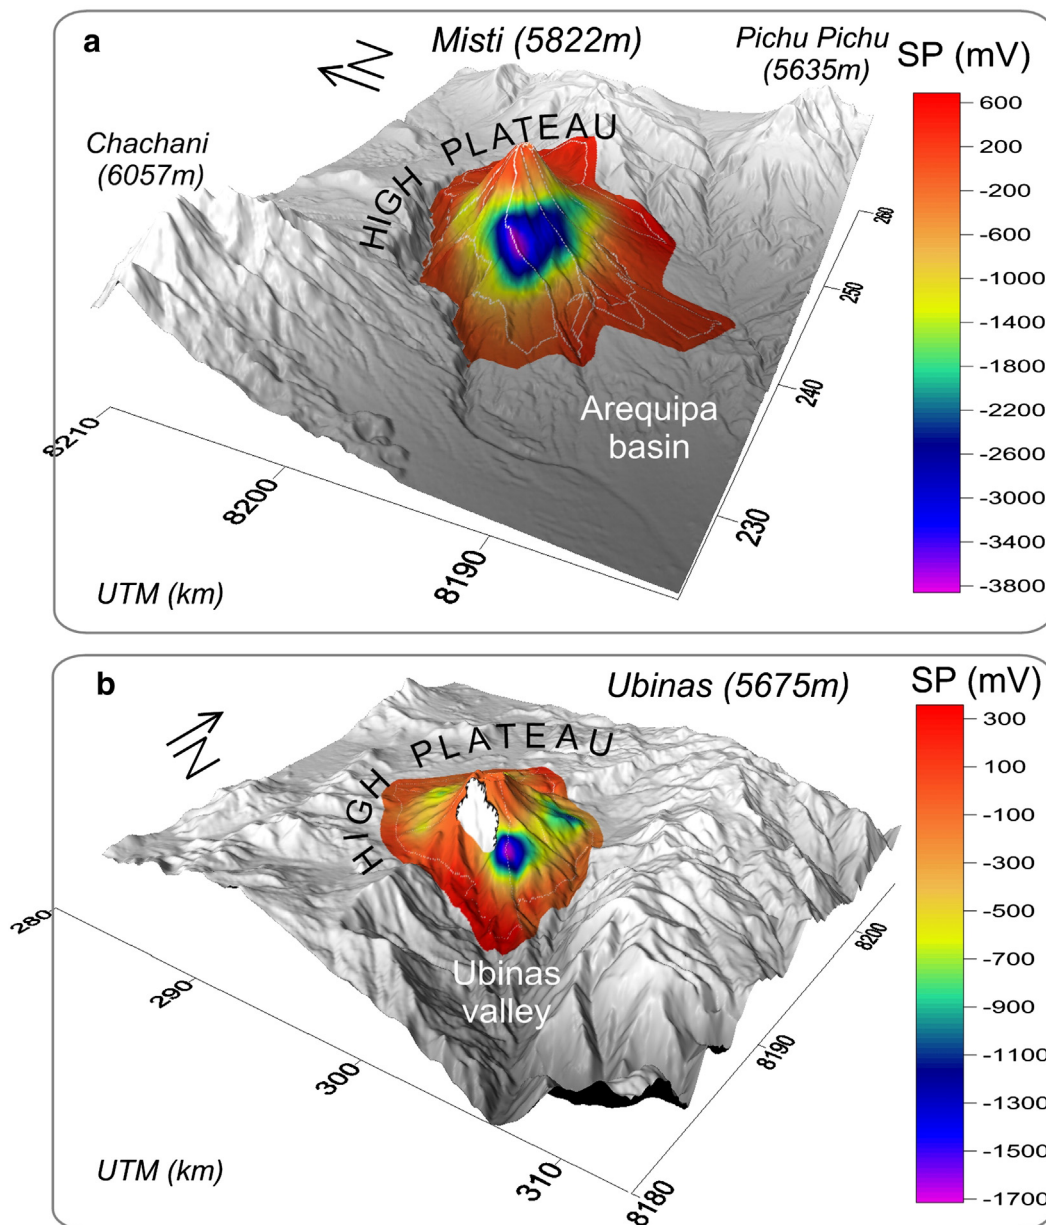 a
Misti (5822m)
Pichu Pichu
(5635m)
SP (mV)
N
Chachani
(6057m)
HIGH PLATEAU
600
200
-200
-600
-1000
-1400
-1800
-2200
-2600
-3000
-3400
-3800
260
250
240
230
Arequipa
basin
8210
8200
8190
UTM (km)
b
Ubinas (5675m)
SP (mV)
N
HIGH PLATEAU
300
100
-100
-300
-500
-700
-900
-1100
-1300
-1500
-1700
Ubinas
valley
280
290
300
310
8200
8190
8180
UTM (km)